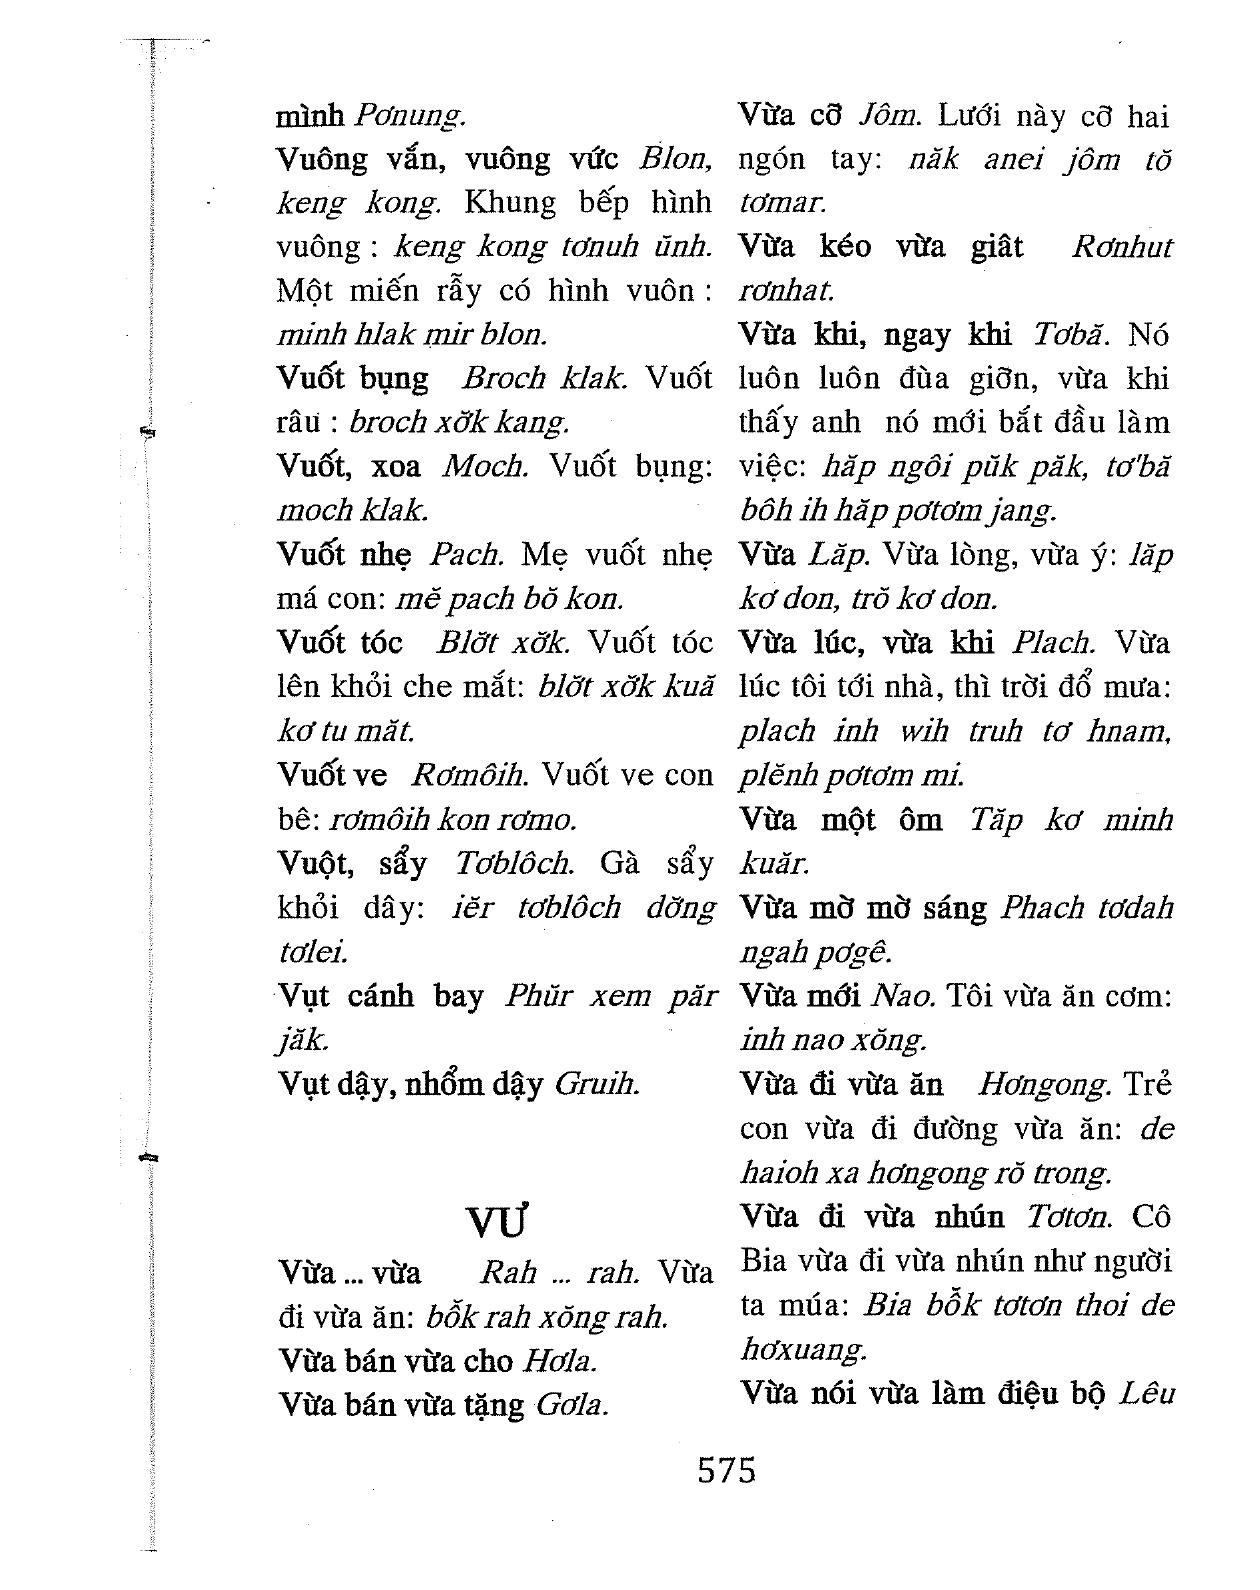 mình Pơnung.
Vuông vắn, vuông vức Blon,
keng kong. Khung bếp hình
vuông : keng kong tơnuh ŭnh.
Một miến rẫy có hình vuôn :
minh hlak mir blon.
Vuốt bụng Broch klak. Vuốt
râu : broch xơ̆k kang.
Vuốt, xoa Moch. Vuốt bụng:
moch klak.
Vuốt nhẹ Pach. Mẹ vuốt nhẹ
má con: mĕ pach bŏ kon.
Vuốt tóc Blơ̆t xơ̆k. Vuốt tóc
lên khỏi che mắt: blơ̆t xơ̆k kuă
kơ tu măt.
Vuốt ve Rơmôih. Vuốt ve con
bê: rơmôih kon rơmo.
Vuột, sẩy Tơblôch. Gà sẩy
khỏi dây: iĕr tơblôch dơ̆ng
tơlei.
Vụt cánh bay Phŭr xem păr
jăk.
Vụt dậy, nhổm dậy Gruih.
VƯ
Vừa ... vừa Rah ... rah. Vừa
đi vừa ăn: bô̆k rah xŏng rah.
Vừa bán vừa cho Hơla.
Vừa bán vừa tặng Gơla.
Vừa cỡ Jôm. Lưới này cỡ hai
ngón tay: năk anei jôm tŏ
tơmar.
Vừa kéo vừa giât Rơnhut
rơnhat.
Vừa khi, ngay khi Tơbă. Nó
luôn luôn đùa giỡn, vừa khi
thấy anh nó mới bắt đầu làm
việc: hăp ngôi pŭk păk, tơ'bă
bôh ih hăp pơtơm jang.
Vừa Lăp. Vừa lòng, vừa ý: lăp
kơ don, trŏ kơ don.
Vừa lúc, vừa khi Plach. Vừa
lúc tôi tới nhà, thì trời đổ mưa:
plach inh wih truh tơ hnam,
plĕnh pơtơm mi.
Vừa một ôm Tăp kơ minh
kuăr.
Vừa mờ mờ sáng Phach tơdah
ngah pơgê.
Vừa mới Nao. Tôi vừa ăn cơm:
inh nao xŏng.
Vừa đi vừa ăn Hơngong. Trẻ
con vừa đi đường vừa ăn: de
haioh xa hơngong rŏ trong.
Vừa đi vừa nhún Tơtơn. Cô
Bia vừa đi vừa nhún như người
ta múa: Bia bô̆k tơtơn thoi de
hơxuang.
Vừa nói vừa làm điệu bộ Lêu
575